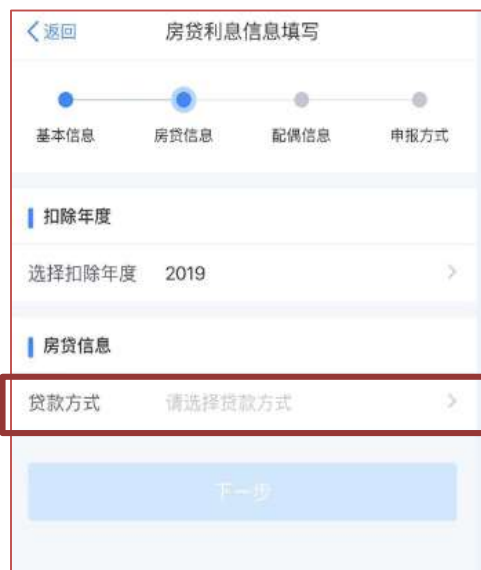 返回 房贷利息信息填写
基本信息 房贷信息 配偶信息 申报方式
扣除年度
选择扣除年度 2019
房贷信息
贷款方式 请选择贷款方式
下一步